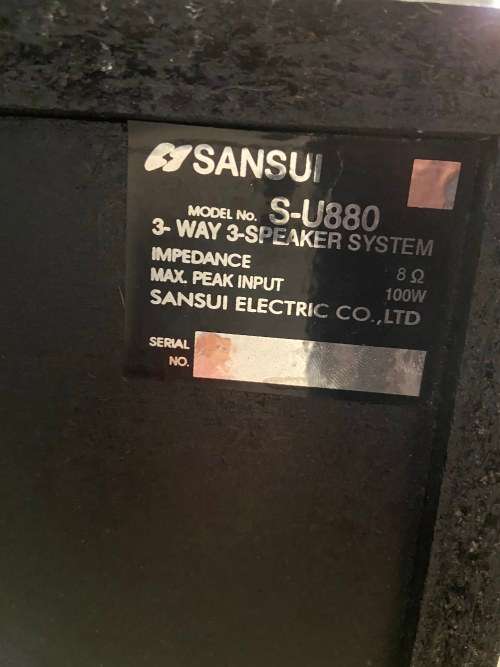 SANSUI
MODEL No. S-U880
3-WAY 3-SPEAKER SYSTEM
IMPEDANCE 8 Ω
MAX. PEAK INPUT 100W
SANSUI ELECTRIC CO.,LTD
SERIAL
NO.